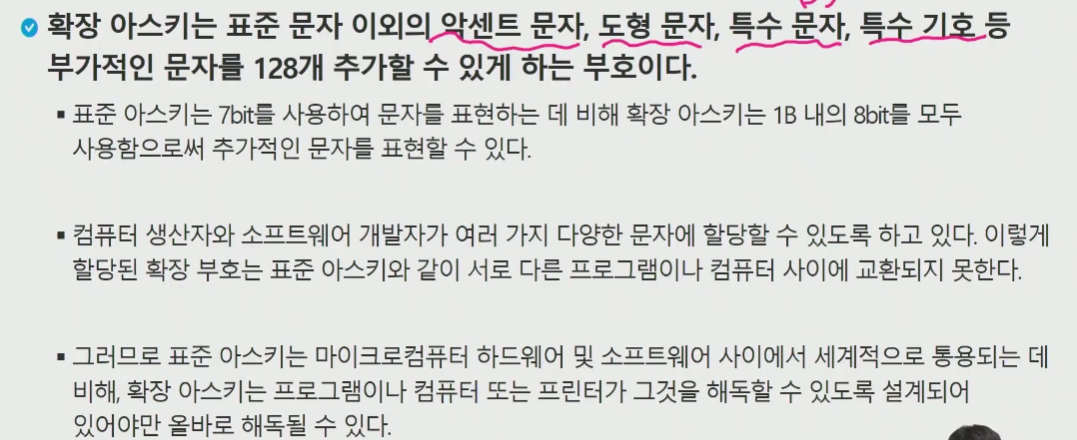 확장 아스키는 표준 문자 이외의 악센트 문자, 도형 문자, 특수 문자, 특수 기호 등
부가적인 문자를 128개 추가할 수 있게 하는 부호이다.
▪ 표준 아스키는 7bit를 사용하여 문자를 표현하는 데 비해 확장 아스키는 1B 내의 8bit를 모두
사용함으로써 추가적인 문자를 표현할 수 있다.
▪ 컴퓨터 생산자와 소프트웨어 개발자가 여러 가지 다양한 문자에 할당할 수 있도록 하고 있다. 이렇게
할당된 확장 부호는 표준 아스키와 같이 서로 다른 프로그램이나 컴퓨터 사이에 교환되지 못한다.
▪ 그러므로 표준 아스키는 마이크로컴퓨터 하드웨어 및 소프트웨어 사이에서 세계적으로 통용되는 데
비해, 확장 아스키는 프로그램이나 컴퓨터 또는 프린터가 그것을 해독할 수 있도록 설계되어
있어야만 올바로 해독될 수 있다.